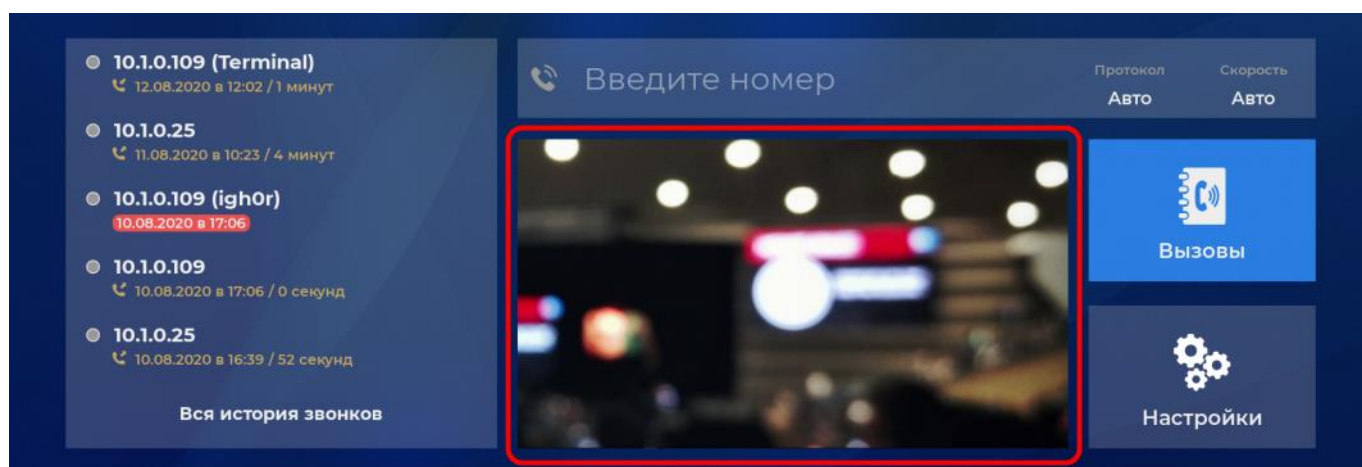 10.1.0.109 (Terminal)
12.08.2020 в 12:02 / 1 минут
10.1.0.25
11.08.2020 в 10:23 / 4 минут
10.1.0.109 (igh0r)
10.08.2020 в 17:06
10.1.0.109
10.08.2020 в 17:06 / 0 секунд
10.1.0.25
10.08.2020 в 16:39 / 52 секунд
Вся история звонков
Введите номер
Протокол
Авто
Скорость
Авто
Вызовы
Настройки